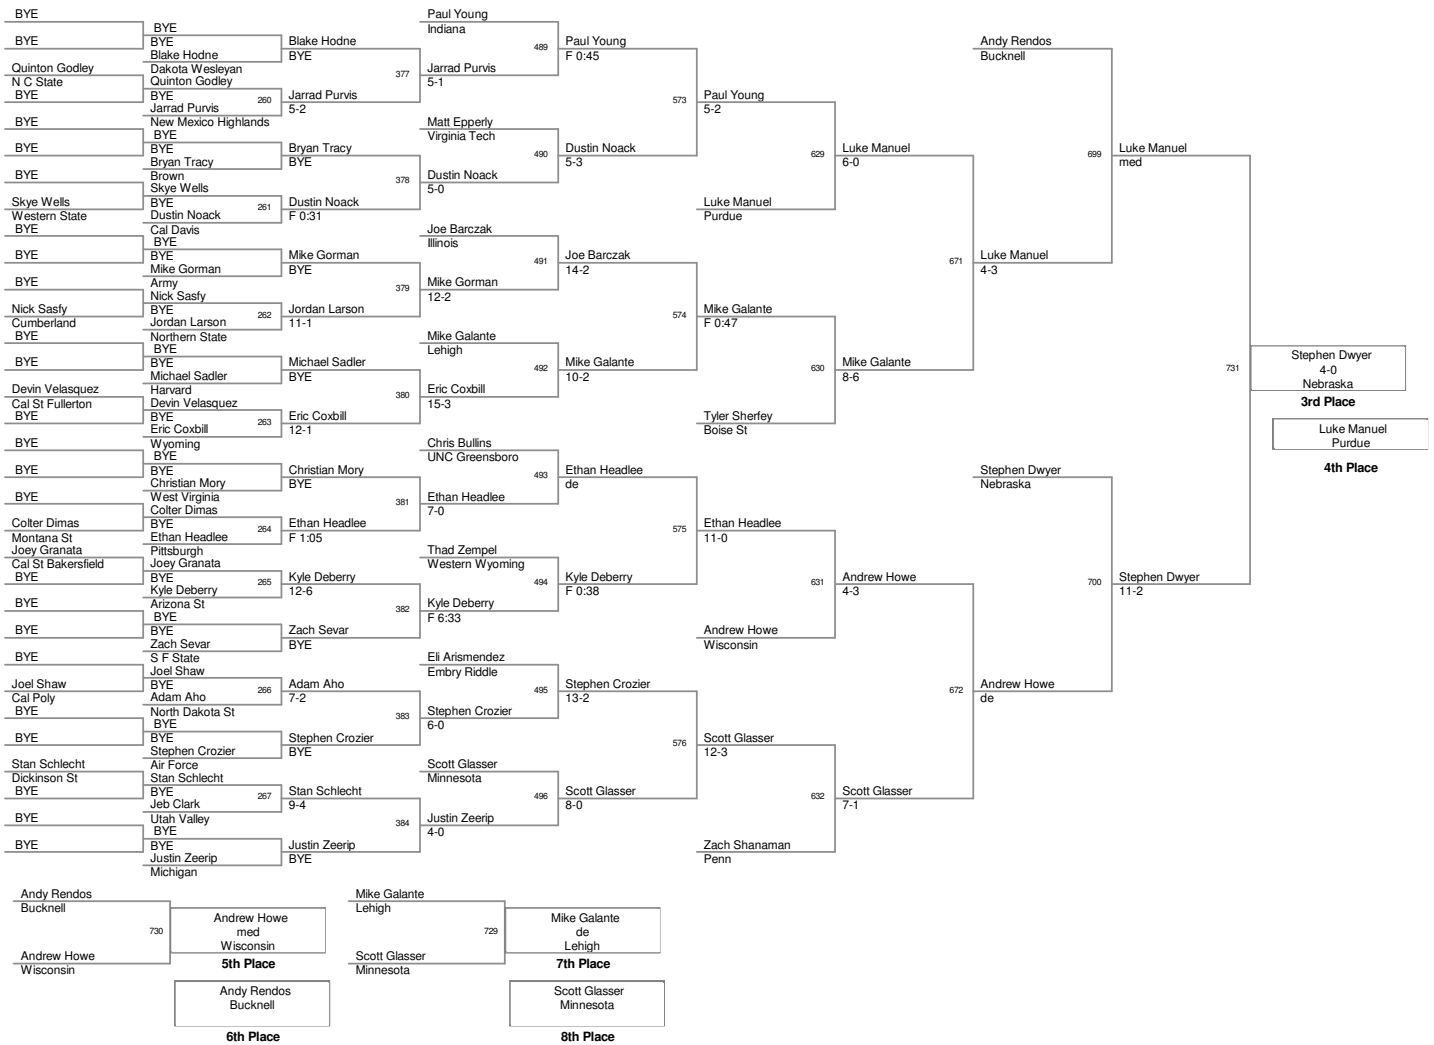 BYE
BYE
Quinton Godley
N C State
BYE
BYE
BYE
BYE
Skye Wells
Western State
BYE
BYE
BYE
Nick Sasfy
Cumberland
BYE
BYE
Devin Velasquez
Cal St Fullerton
BYE
BYE
BYE
BYE
Colter Dimas
Montana St
Joey Granata
Cal St Bakersfield
BYE
BYE
BYE
BYE
Joel Shaw
Cal Poly
BYE
BYE
Stan Schlecht
Dickinson St
BYE
BYE
BYE
BYE
BYE
Blake Hodne
Dakota Wesleyan
Quinton Godley
BYE
260
Jarrad Purvis
New Mexico Highlands
BYE
BYE
Bryan Tracy
Brown
Skye Wells
BYE
261
Dustin Noack
Cal Davis
BYE
BYE
Mike Gorman
Army
Nick Sasfy
BYE
262
Jordan Larson
Northern State
BYE
BYE
Michael Sadler
Harvard
Devin Velasquez
BYE
263
Eric Coxbill
Wyoming
BYE
BYE
Christian Mory
West Virginia
Colter Dimas
BYE
264
Ethan Headlee
Pittsburgh
Joey Granata
BYE
265
Kyle Deberry
Arizona St
BYE
BYE
Zach Sevar
S F State
Joel Shaw
BYE
266
Adam Aho
North Dakota St
BYE
BYE
Stephen Crozier
Air Force
Stan Schlecht
BYE
267
Jeb Clark
Utah Valley
BYE
BYE
Justin Zeerip
Michigan
Blake Hodne
BYE
377
Jarrad Purvis
5-2
Bryan Tracy
BYE
378
Dustin Noack
F 0:31
Mike Gorman
BYE
379
Jordan Larson
11-1
Michael Sadler
BYE
380
Eric Coxbill
12-1
Christian Mory
BYE
381
Ethan Headlee
F 1:05
Kyle Deberry
12-6
382
Zach Sevar
BYE
Adam Aho
7-2
383
Stephen Crozier
BYE
Stan Schlecht
9-4
384
Justin Zeerip
BYE
Paul Young
Indiana
489
Jarrad Purvis
5-1
Matt Epperly
Virginia Tech
490
Dustin Noack
5-0
Joe Barczak
Illinois
491
Mike Gorman
12-2
Mike Galante
Lehigh
492
Eric Coxbill
15-3
Chris Bullins
UNC Greensboro
493
Ethan Headlee
7-0
Thad Zempel
Western Wyoming
494
Kyle Deberry
F 6:33
Eli Arismendez
Embry Riddle
495
Stephen Crozier
6-0
Scott Glasser
Minnesota
496
Justin Zeerip
4-0
Paul Young
F 0:45
573
Dustin Noack
5-3
Joe Barczak
14-2
574
Mike Galante
10-2
Ethan Headlee
de
575
Kyle Deberry
F 0:38
Stephen Crozier
13-2
576
Scott Glasser
8-0
Paul Young
5-2
629
Luke Manuel
Purdue
Mike Galante
F 0:47
630
Tyler Sherfey
Boise St
Ethan Headlee
11-0
631
Andrew Howe
Wisconsin
Scott Glasser
12-3
632
Zach Shanaman
Penn
Luke Manuel
6-0
671
Mike Galante
8-6
Andrew Howe
4-3
672
Scott Glasser
7-1
Andy Rendos
Bucknell
699
Luke Manuel
4-3
Stephen Dwyer
Nebraska
700
Andrew Howe
de
Luke Manuel
med
731
Stephen Dwyer
11-2
Stephen Dwyer
4-0
Nebraska
3rd Place
Luke Manuel
Purdue
4th Place
Andy Rendos
Bucknell
730
Andrew Howe
Wisconsin
Andrew Howe
med
Wisconsin
5th Place
Andy Rendos
Bucknell
6th Place
Mike Galante
Lehigh
729
Scott Glasser
Minnesota
Mike Galante
de
Lehigh
7th Place
Scott Glasser
Minnesota
8th Place